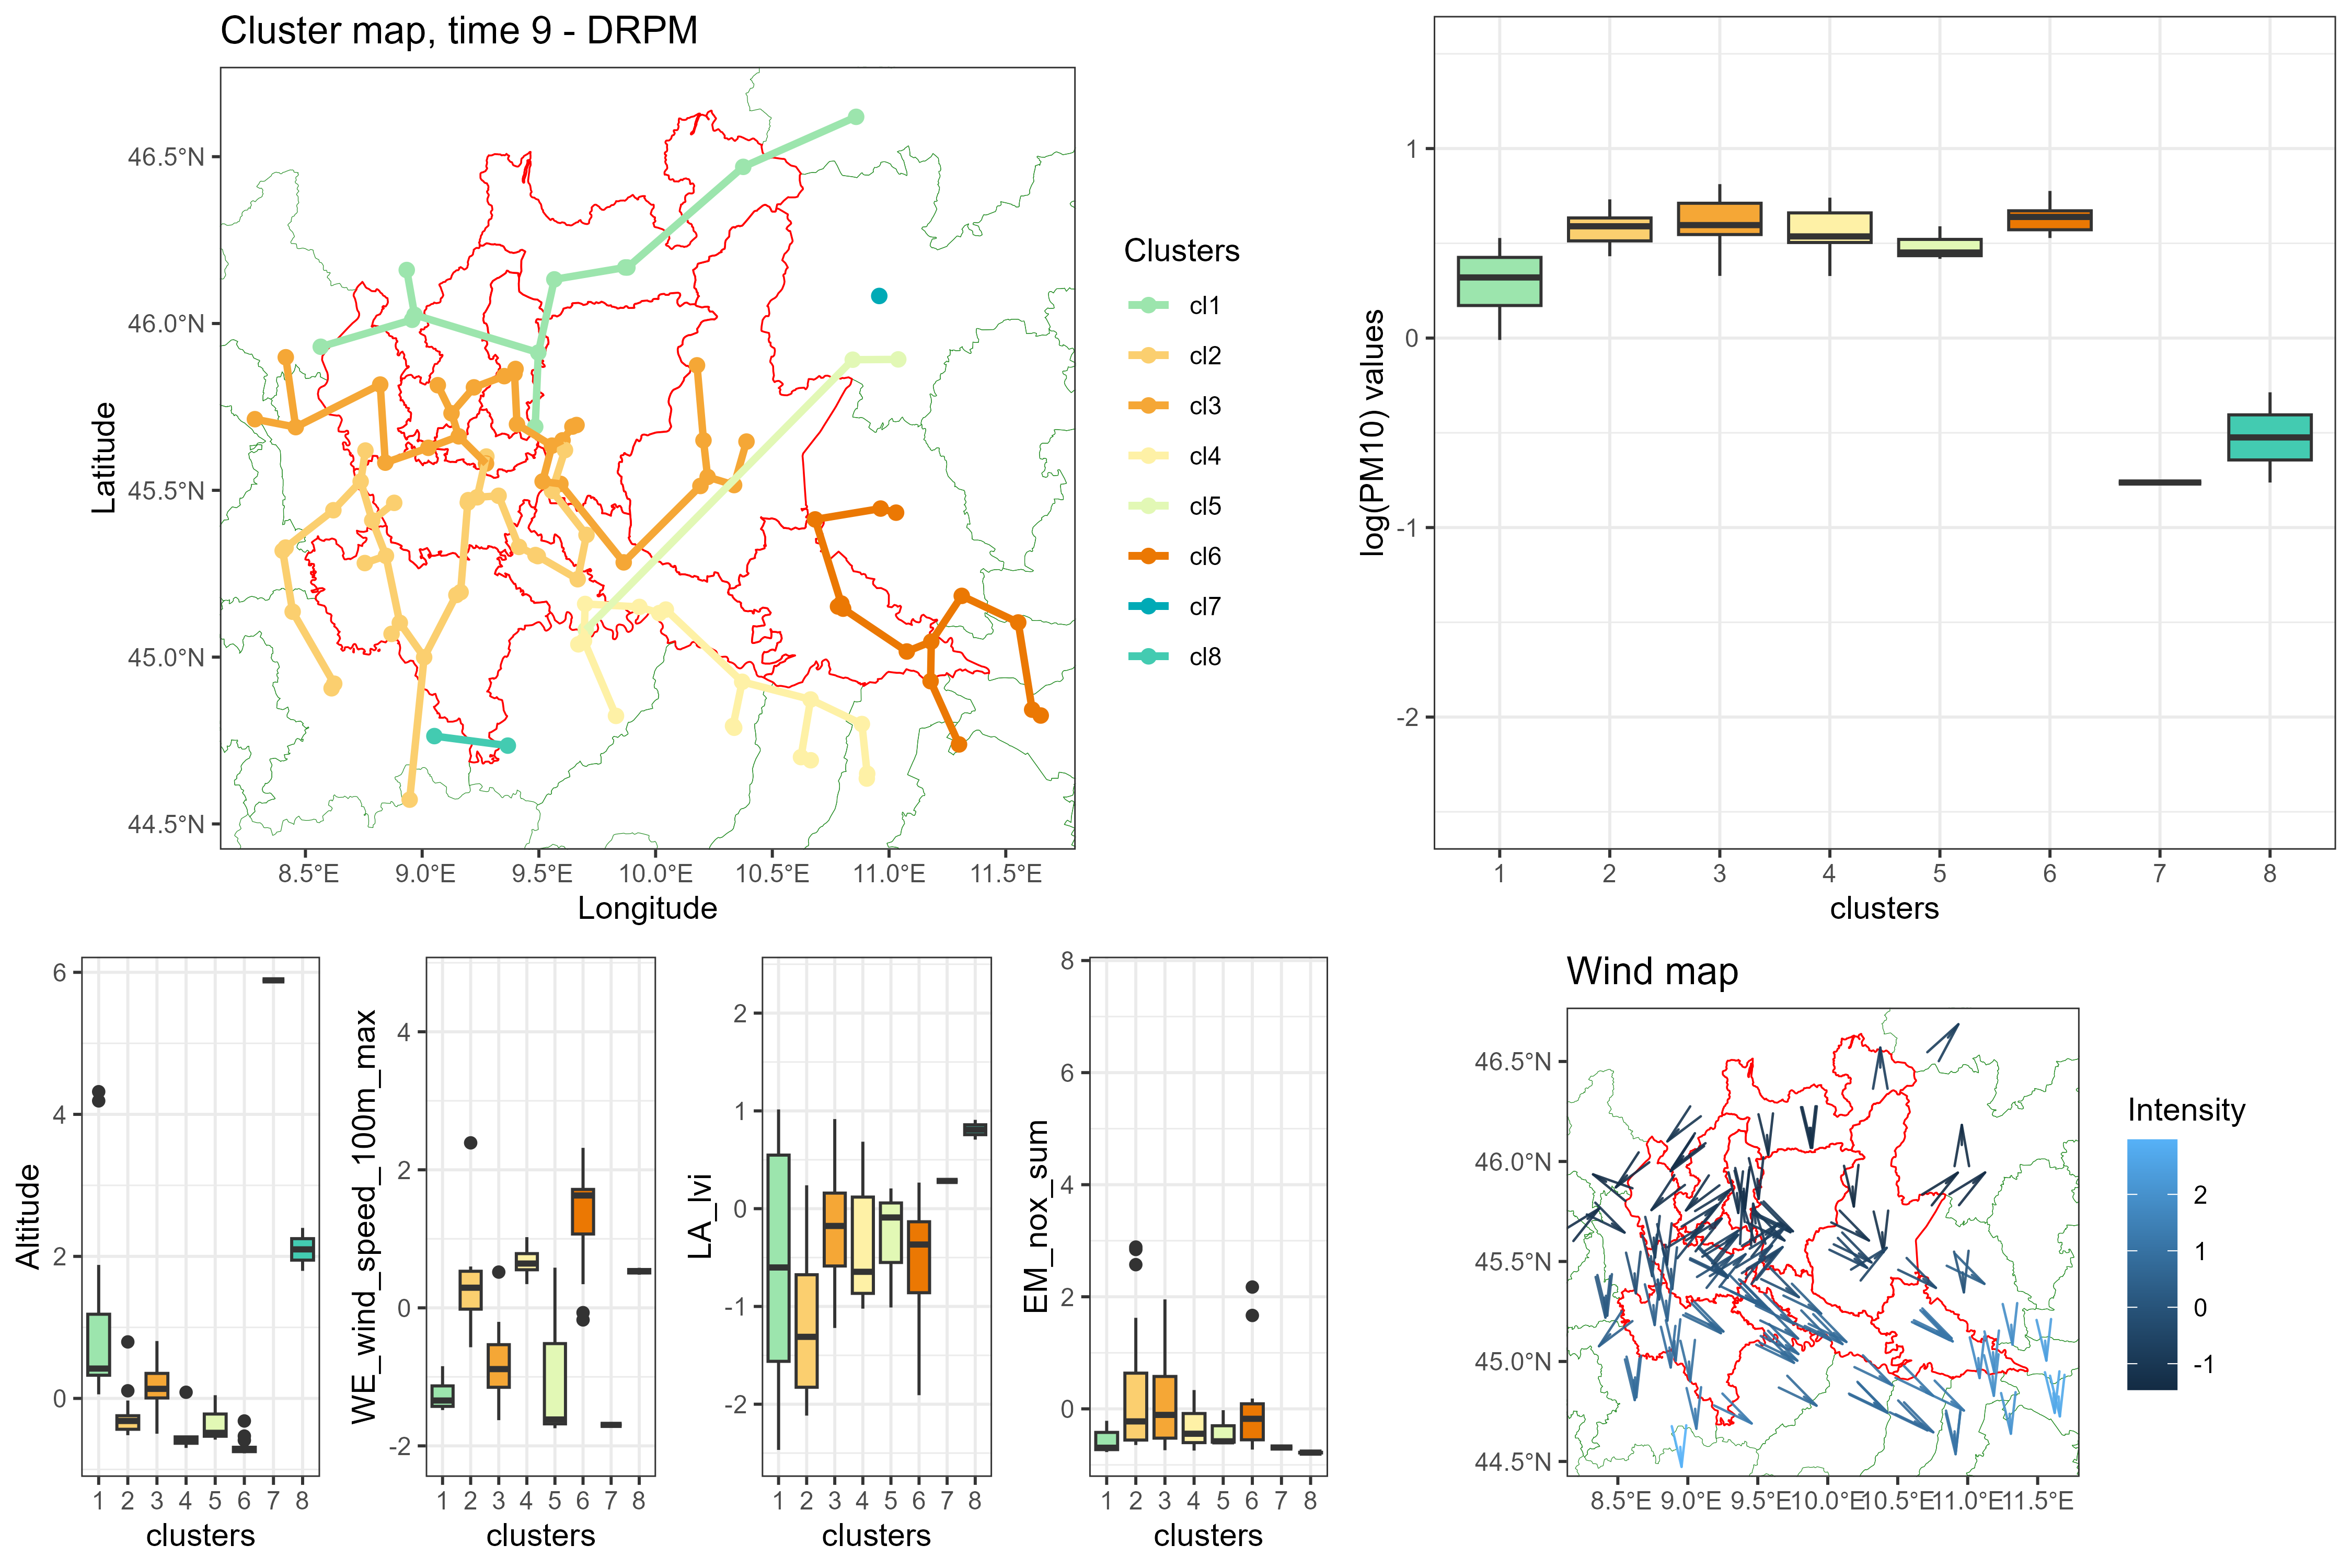 Cluster map, time 9 - DRPM
Latitude
46.5°N
46.0°N
45.5°N
45.0°N
44.5°N
8.5°E 9.0°E 9.5°E 10.0°E 10.5°E 11.0°E 11.5°E
Longitude
Clusters
cl1
cl2
cl3
cl4
cl5
cl6
cl7
cl8
log(PM10) values
1
0
-1
-2
1 2 3 4 5 6 7 8
clusters
Altitude
6
4
2
0
1 2 3 4 5 6 7 8
clusters
WE_wind_speed_100m_max
4
2
0
-2
1 2 3 4 5 6 7 8
clusters
LA_lvi
2
1
0
-1
-2
1 2 3 4 5 6 7 8
clusters
EM_nox_sum
8
6
4
2
0
1 2 3 4 5 6 7 8
clusters
Wind map
46.5°N
46.0°N
45.5°N
45.0°N
44.5°N
8.5°E 9.0°E 9.5°E 10.0°E 10.5°E 11.0°E 11.5°E
Intensity
2
1
0
-1